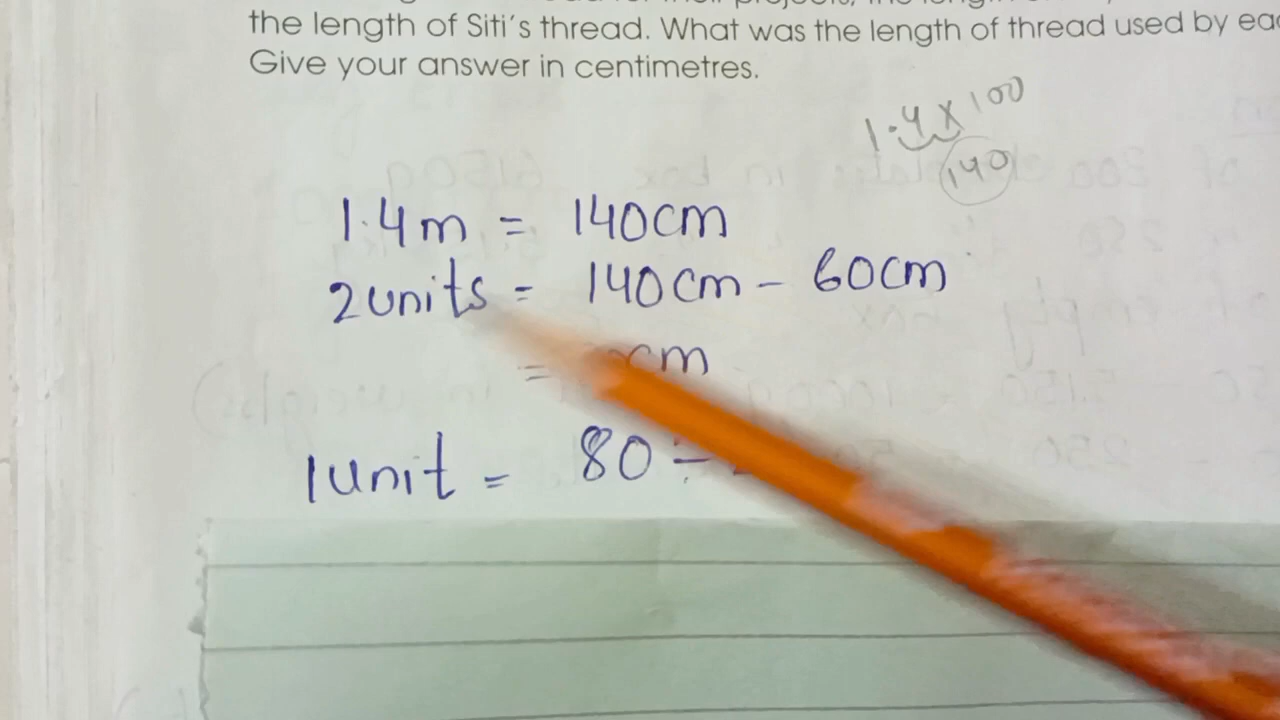 the length of Siti's thread. What was the length of thread used by
Give your answer in centimetres.
1.4 x 100
140
1.4m = 140cm
2units = 140cm - 60cm
= cm
1unit = 80 ÷